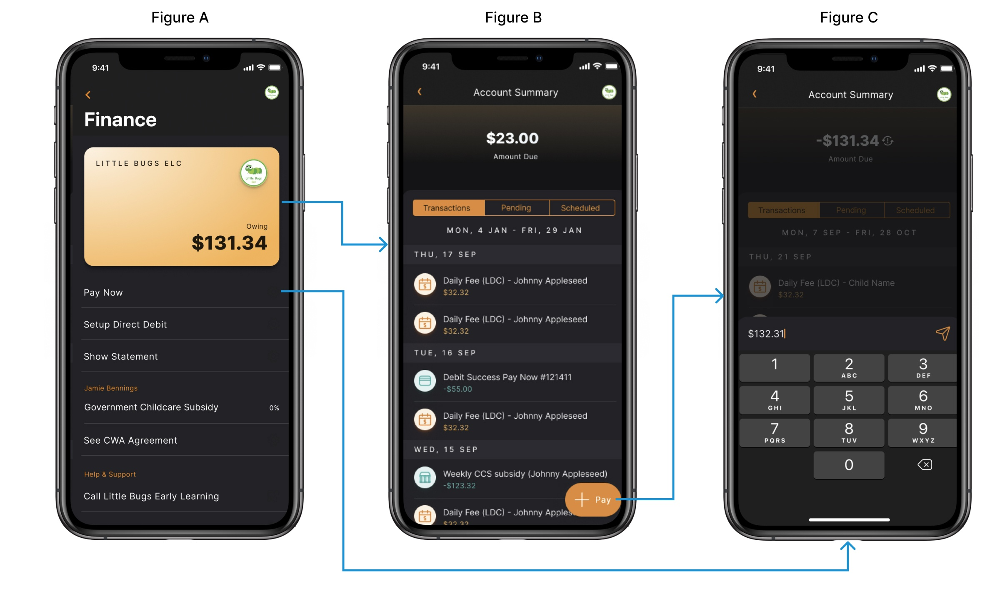 Figure A
9:41
Finance
LITTLE BUGS ELC
Little Bugs
ELC
Owing
$131.34
Pay Now
Setup Direct Debit
Show Statement
Jamie Bennings
Government Childcare Subsidy 0%
See CWA Agreement
Help & Support
Call Little Bugs Early Learning
Figure B
9:41
Account Summary
$23.00
Amount Due
Transactions Pending Scheduled
MON, 4 JAN - FRI, 29 JAN
THU, 17 SEP
Daily Fee (LDC) - Johnny Appleseed
$32.32
Daily Fee (LDC) - Johnny Appleseed
$32.32
TUE, 16 SEP
Debit Success Pay Now #121411
-$55.00
Daily Fee (LDC) - Johnny Appleseed
$32.32
WED, 15 SEP
Weekly CCS subsidy (Johnny Appleseed)
-$123.32
Pay
Daily Fee (LDC) - Johnny Apples
$32.32
Figure C
9:41
Account Summary
-$131.34
Amount Due
Transactions Pending Scheduled
MON, 7 SEP - FRI, 28 OCT
THU, 21 SEP
Daily Fee (LDC) - Child Name
$32.32
$132.31
1 2 3
ABC DEF
4 5 6
GHI JKL MNO
7 8 9
PQRS TUV WXYZ
0